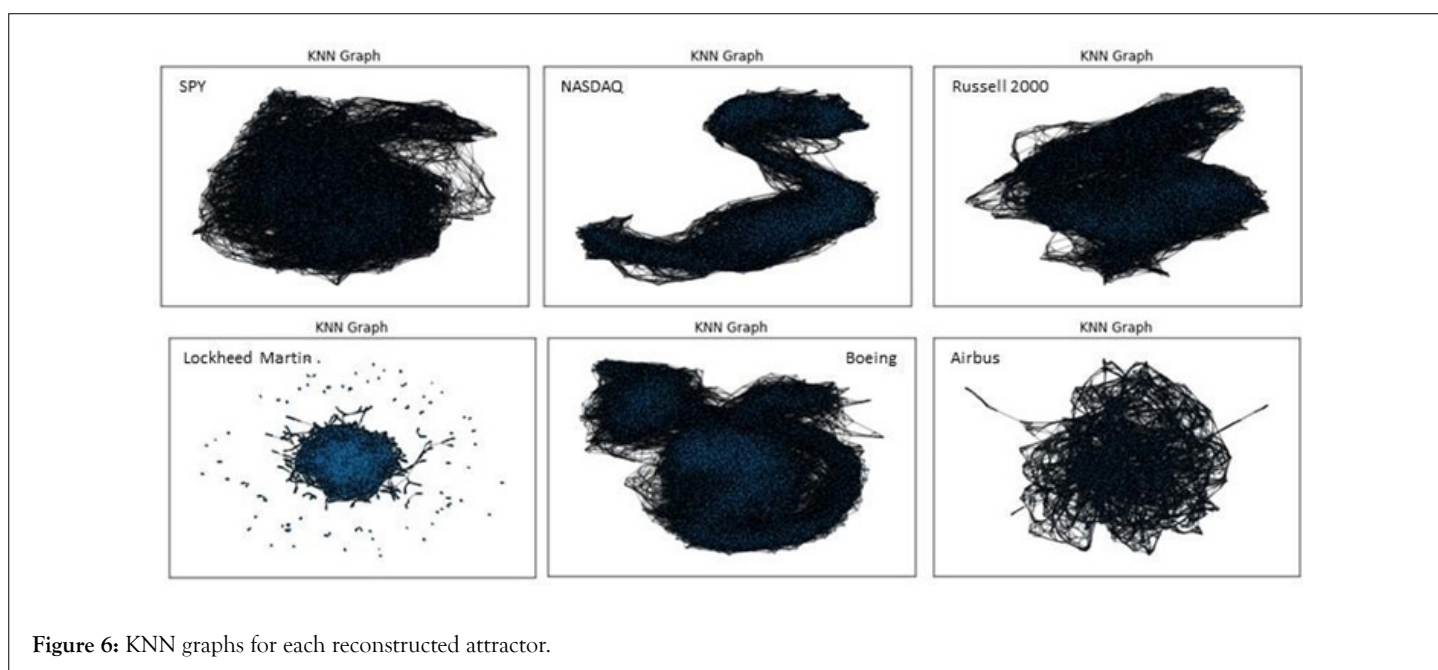 KNN Graph
SPY
KNN Graph
NASDAQ
KNN Graph
Russell 2000
KNN Graph
Lockheed Martin .
KNN Graph
Boeing
KNN Graph
Airbus
Figure 6: KNN graphs for each reconstructed attractor.